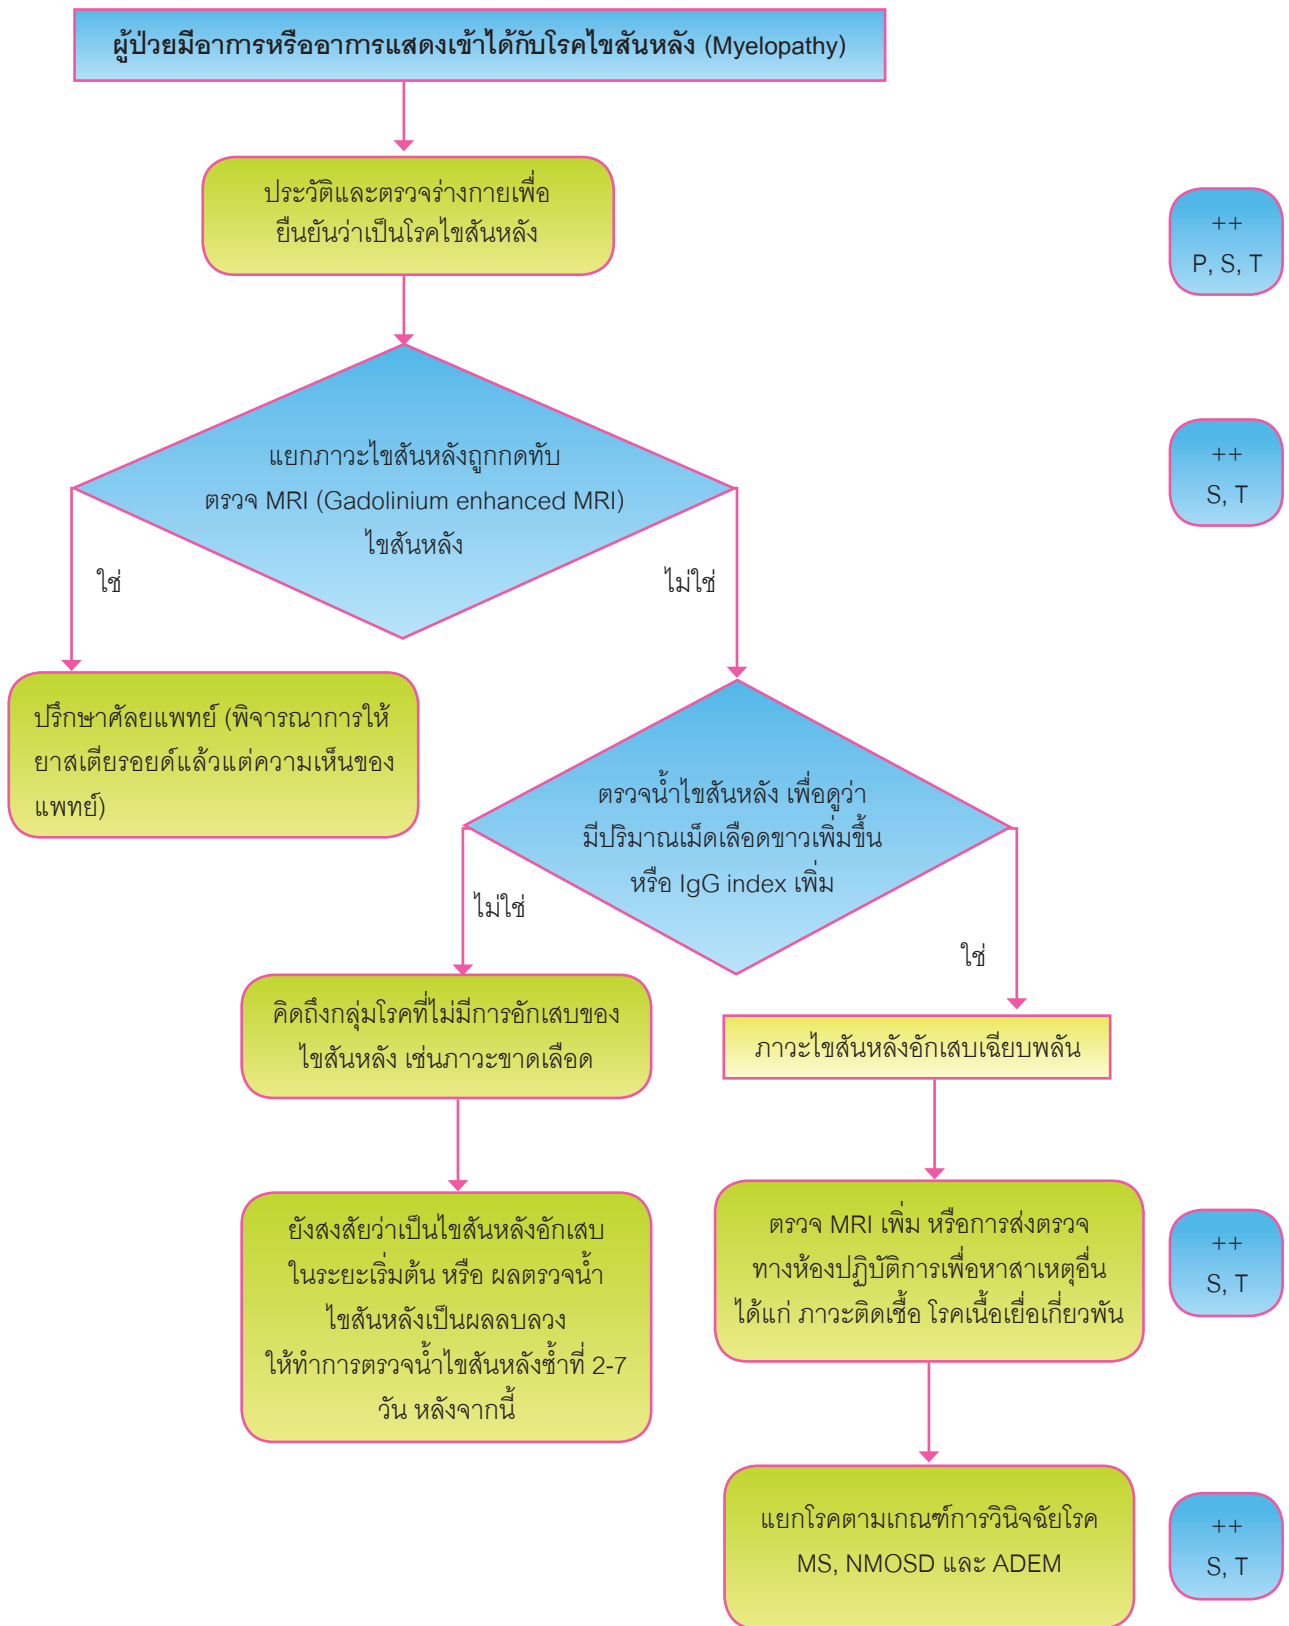 ผู้ป่วยมีอาการหรืออาการแสดงเข้าได้กับโรคไขสันหลัง (Myelopathy)
ประวัติและตรวจร่างกายเพื่อ
ยืนยันว่าเป็นโรคไขสันหลัง
++
P, S, T
แยกภาวะไขสันหลังถูกกดทับ
ตรวจ MRI (Gadolinium enhanced MRI)
ไขสันหลัง
++
S, T
ใช่
ไม่ใช่
ปรึกษาศัลยแพทย์ (พิจารณาการให้
ยาสเตียรอยด์แล้วแต่ความเห็นของ
แพทย์)
ตรวจน้ำไขสันหลัง เพื่อดูว่า
มีปริมาณเม็ดเลือดขาวเพิ่มขึ้น
หรือ IgG index เพิ่ม
ไม่ใช่
ใช่
คิดถึงกลุ่มโรคที่ไม่มีการอักเสบของ
ไขสันหลัง เช่นภาวะขาดเลือด
ภาวะไขสันหลังอักเสบเฉียบพลัน
ยังสงสัยว่าเป็นไขสันหลังอักเสบ
ในระยะเริ่มต้น หรือ ผลตรวจน้ำ
ไขสันหลังเป็นผลลบลวง
ให้ทำการตรวจน้ำไขสันหลังซ้ำที่ 2-7
วัน หลังจากนี้
ตรวจ MRI เพิ่ม หรือการส่งตรวจ
ทางห้องปฏิบัติการเพื่อหาสาเหตุอื่น
ได้แก่ ภาวะติดเชื้อ โรคเนื้อเยื่อเกี่ยวพัน
++
S, T
แยกโรคตามเกณฑ์การวินิจฉัยโรค
MS, NMOSD และ ADEM
++
S, T